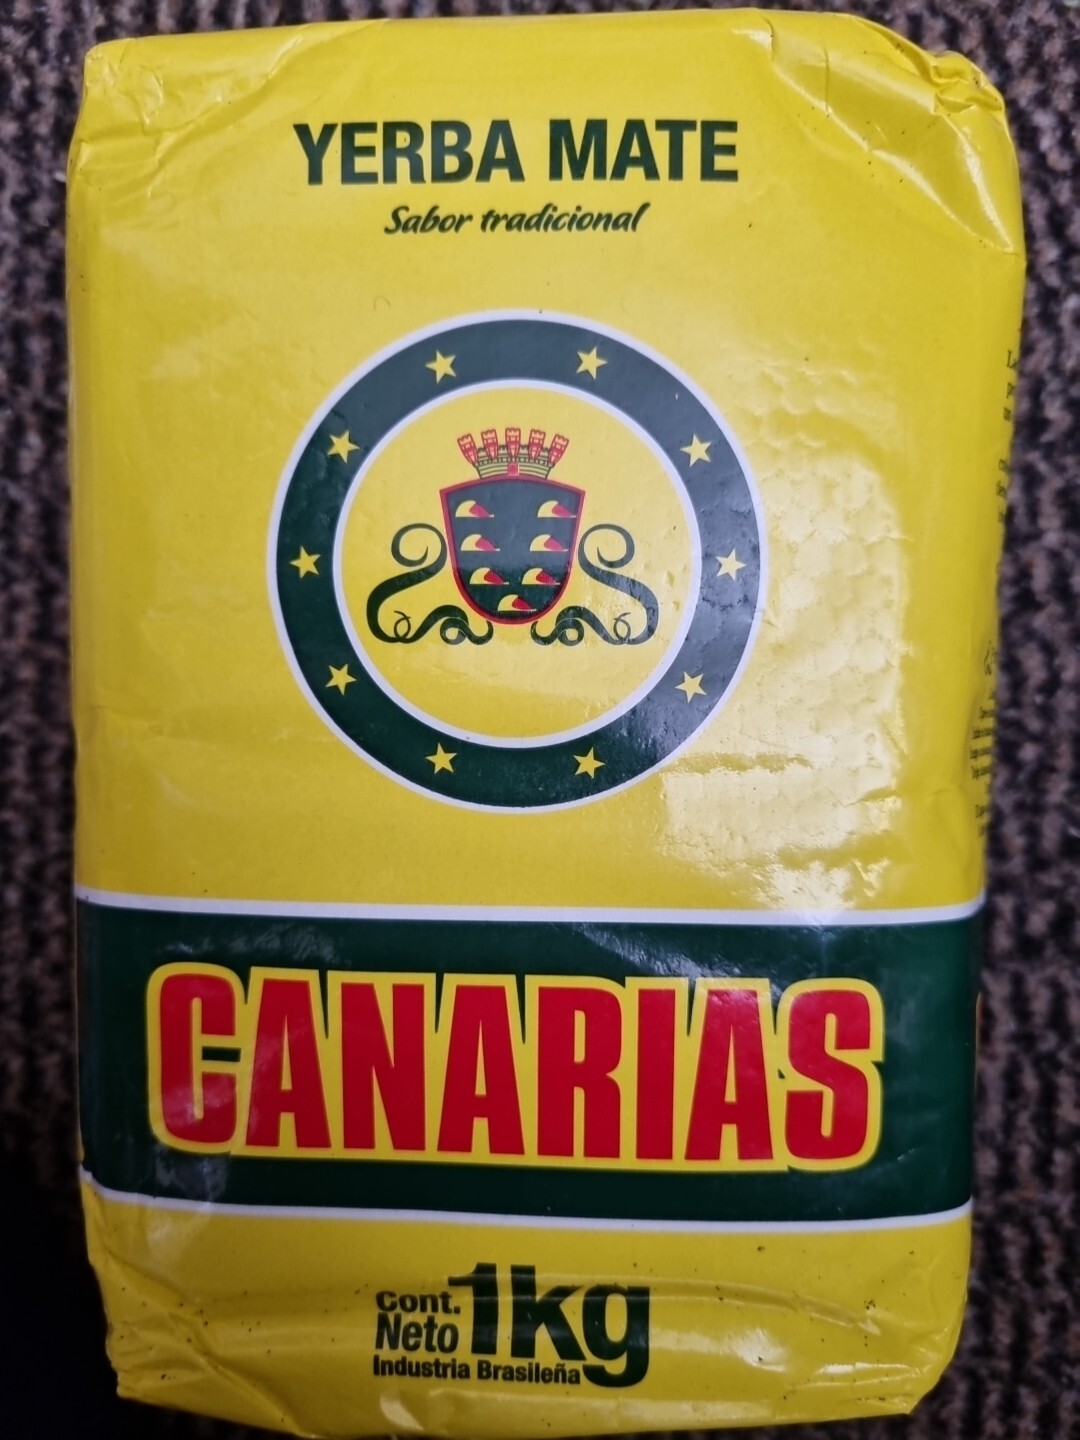 YERBA MATE
Sabor tradicional
CANARIAS
Cont.
Neto 1kg
Industria Brasileña